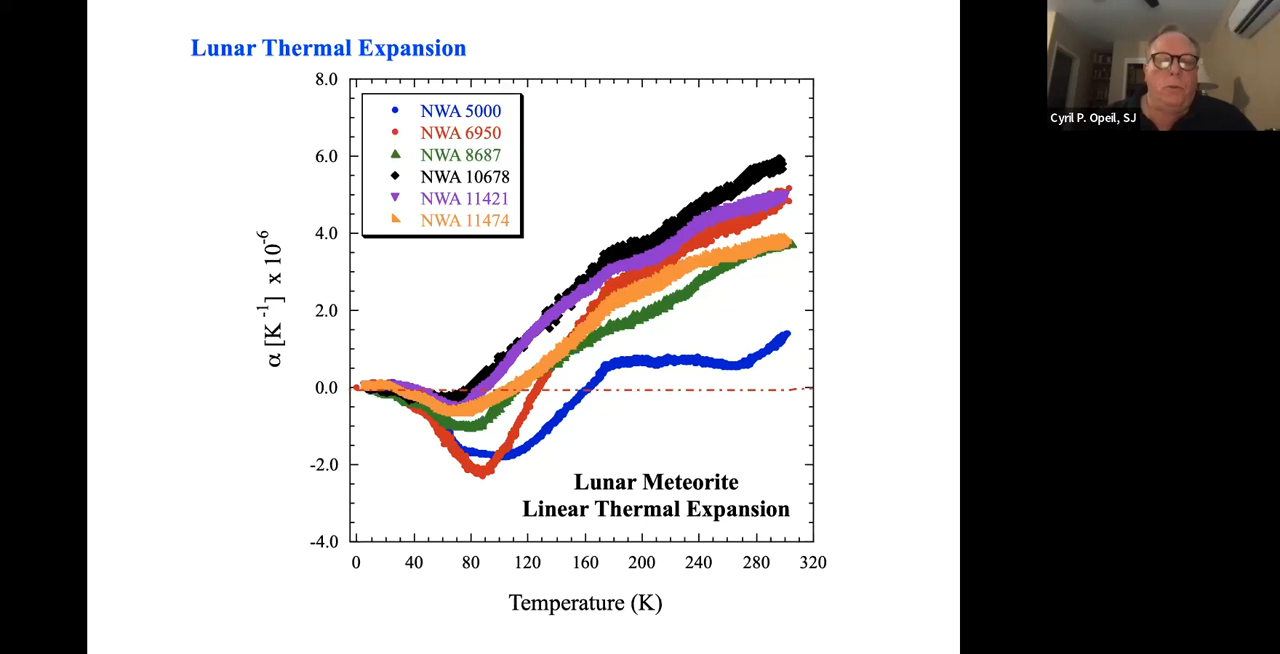 Lunar Thermal Expansion
8.0
6.0
4.0
2.0
0.0
-2.0
-4.0
α [K⁻¹] x 10⁻⁶
NWA 5000
NWA 6950
NWA 8687
NWA 10678
NWA 11421
NWA 11474
Lunar Meteorite
Linear Thermal Expansion
0 40 80 120 160 200 240 280 320
Temperature (K)
Cyril P. Opeil, SJ